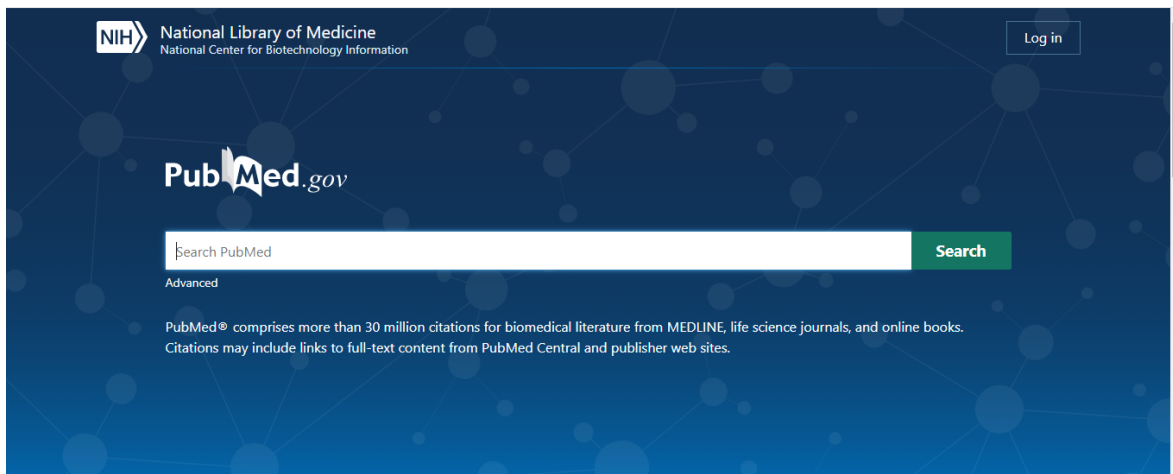 NIH
National Library of Medicine
National Center for Biotechnology Information
Log in
PubMed.gov
Search PubMed
Search
Advanced
PubMed® comprises more than 30 million citations for biomedical literature from MEDLINE, life science journals, and online books.
Citations may include links to full-text content from PubMed Central and publisher web sites.